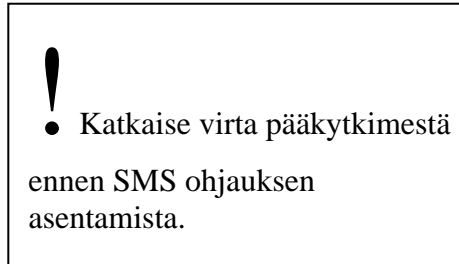 ! Katkaise virta pääkytkimestä
ennen SMS ohjauksen
asentamista.